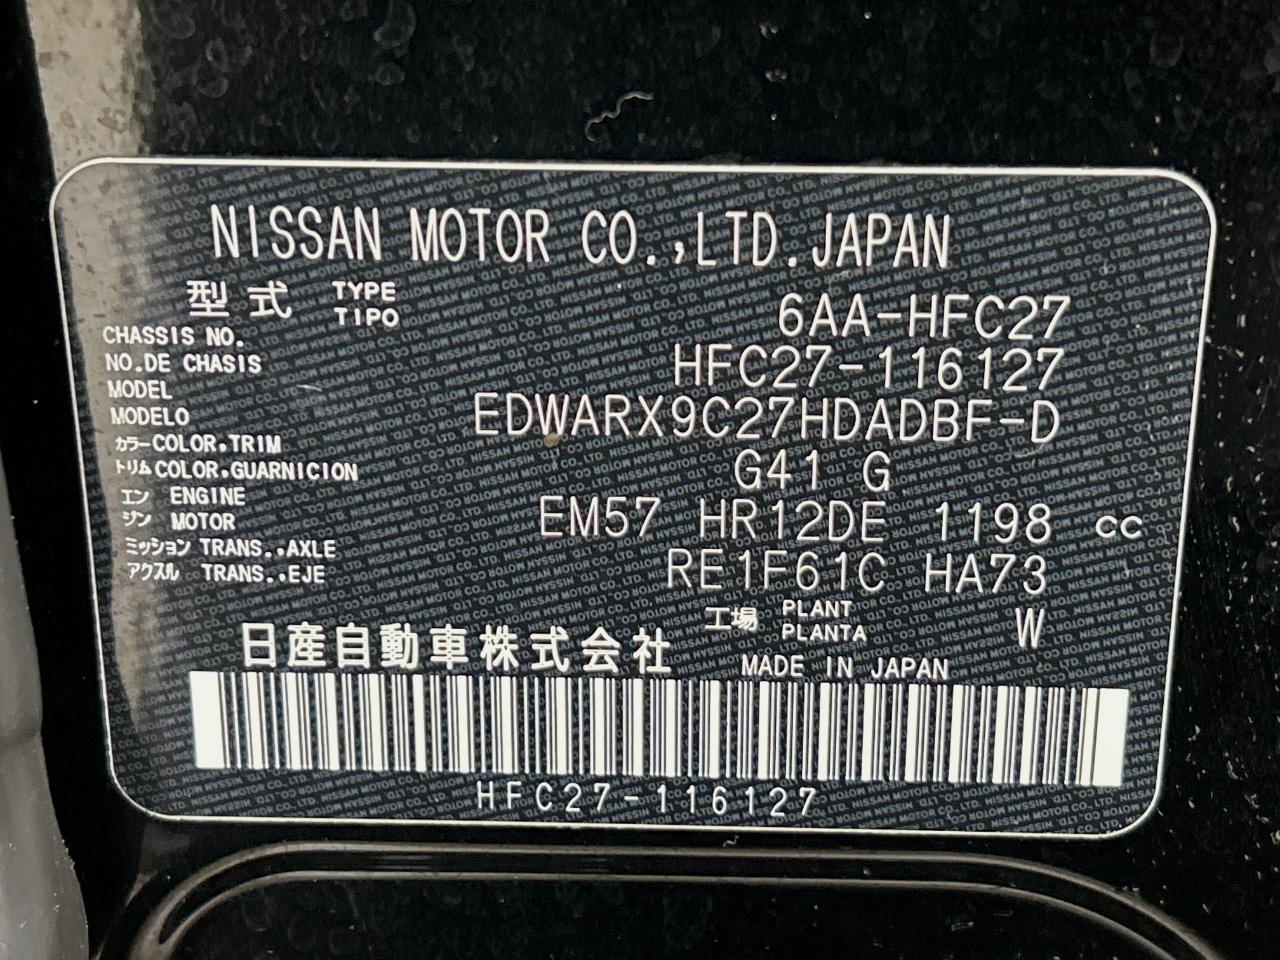 NISSAN MOTOR CO.,LTD.JAPAN
型式 TYPE TIPO 6AA-HFC27
CHASSIS NO.
NO.DE CHASIS HFC27-116127
MODEL
MODELO EDWARX9C27HDADBF-D
カラー COLOR.TRIM
トリム COLOR.GUARNICION G41 G
エン ENGINE
ジン MOTOR EM57 HR12DE 1198 cc
ミッション TRANS..AXLE
アクスル TRANS..EJE RE1F61C HA73
工場 PLANT PLANTA W
日産自動車株式会社 MADE IN JAPAN
HFC27-116127